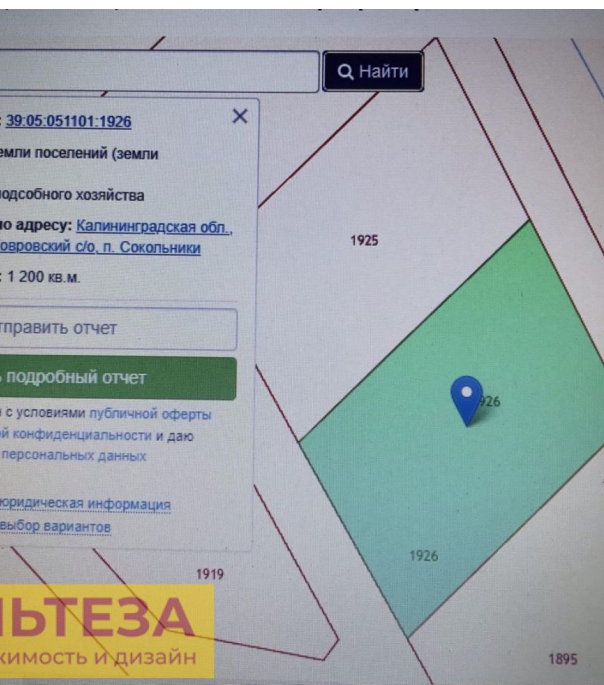 Найти
: 39:05:051101:1926
емли поселений (земли
одсобного хозяйства
по адресу: Калининградская обл.,
овровский с/о, п. Сокольники
: 1 200 кв.м.
тправить отчет
ь подробный отчет
н с условиями публичной оферты
й конфиденциальности и даю
персональных данных
юридическая информация
выбор вариантов
1925
926
1926
1919
1895
ЛЬТЕЗА
жимость и дизайн